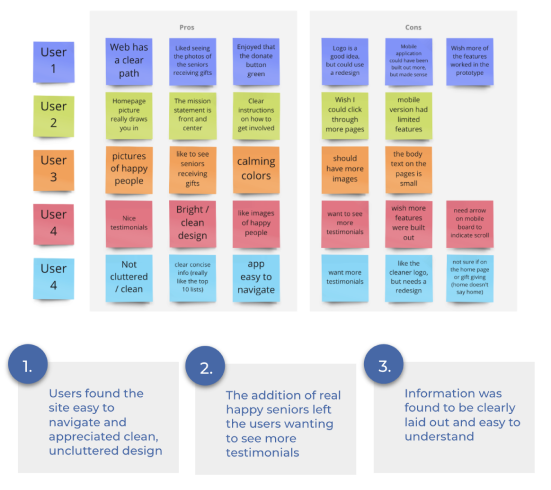 Pros
Cons
User
1
Web has
a clear
path
Liked seeing
the photos of
the seniors
receiving gifts
Enjoyed that
the donate
button
green
Logo is a
good idea,
but could use
a redesign
Mobile
application
could have been
built out more,
but made sense
Wish more of
the features
worked in the
prototype
User
2
Homepage
picture
really draws
you in
The mission
statement is
front and
center
Clear
instructions
on how to
get involved
Wish I
could click
through
more pages
mobile
version had
limited
features
User
3
pictures
of happy
people
like to see
seniors
receiving
gifts
calming
colors
should
have more
images
the body
text on the
pages is
small
User
4
Nice
testimonials
Bright /
clean
design
like images
of happy
people
want to see
more
testimonials
wish more
features
were built
out
need arrow
on mobile
board to
indicate scroll
User
4
Not
cluttered
/ clean
clear concise
info (really
like the top
10 lists)
app
easy to
navigate
want more
testimonials
like the
cleaner logo,
but needs a
redesign
not sure if on
the home page
or gift giving
(home doesn't
say home)
1.
Users found the
site easy to
navigate and
appreciated clean,
uncluttered design
2.
The addition of real
happy seniors left
the users wanting
to see more
testimonials
3.
Information was
found to be clearly
laid out and easy to
understand